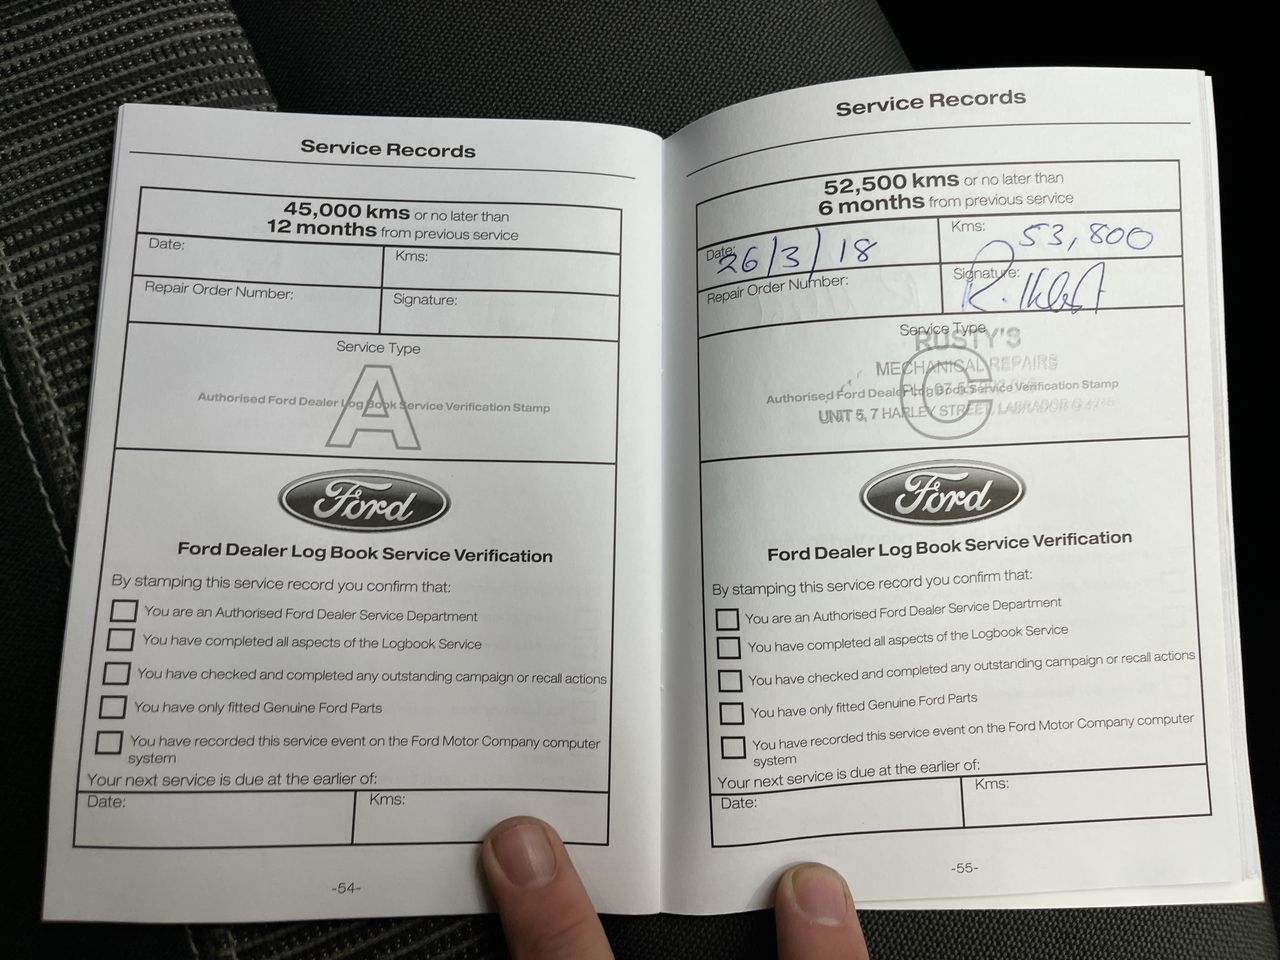 Service Records
45,000 kms or no later than
12 months from previous service
Date:
Kms:
Repair Order Number:
Signature:
Service Type
A
Authorised Ford Dealer Log Book Service Verification Stamp
Ford
Ford Dealer Log Book Service Verification
By stamping this service record you confirm that:
You are an Authorised Ford Dealer Service Department
You have completed all aspects of the Logbook Service
You have checked and completed any outstanding campaign or recall actions
You have only fitted Genuine Ford Parts
You have recorded this service event on the Ford Motor Company computer
system
Your next service is due at the earlier of:
Date:
Kms:
-54-
Service Records
52,500 kms or no later than
6 months from previous service
Date: 26/3/18
Kms: 53,800
Repair Order Number:
Signature:
Service Type
C
RUSTY'S
MECHANICAL REPAIRS
Authorised Ford Dealer Log Book Service Verification Stamp
UNIT 5, 7 HARLEY STREET, LABRADOR
Ford
Ford Dealer Log Book Service Verification
By stamping this service record you confirm that:
You are an Authorised Ford Dealer Service Department
You have completed all aspects of the Logbook Service
You have checked and completed any outstanding campaign or recall actions
You have only fitted Genuine Ford Parts
You have recorded this service event on the Ford Motor Company computer
system
Your next service is due at the earlier of:
Date:
Kms:
-55-